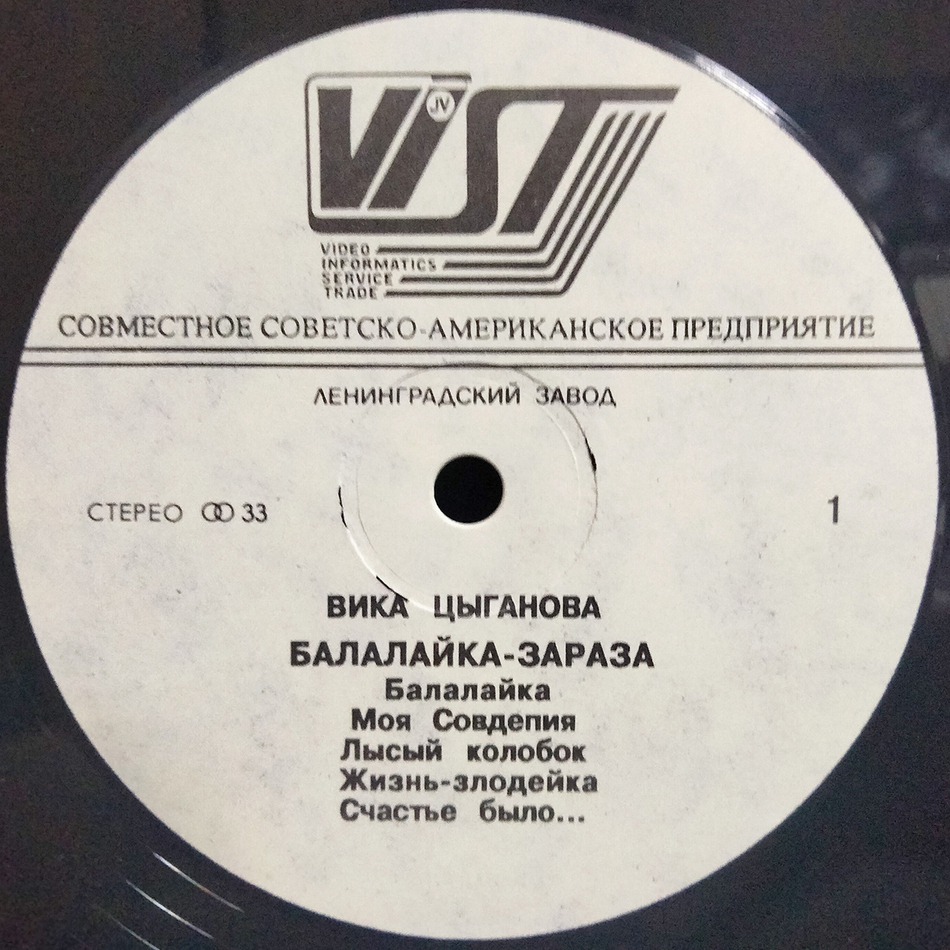 ViST
JV
VIDEO
INFORMATICS
SERVICE
TRADE
СОВМЕСТНОЕ СОВЕТСКО-АМЕРИКАНСКОЕ ПРЕДПРИЯТИЕ
ЛЕНИНГРАДСКИЙ ЗАВОД
СТЕРЕО 33
1
ВИКА ЦЫГАНОВА
БАЛАЛАЙКА-ЗАРАЗА
Балалайка
Моя Совдепия
Лысый колобок
Жизнь-злодейка
Счастье было...